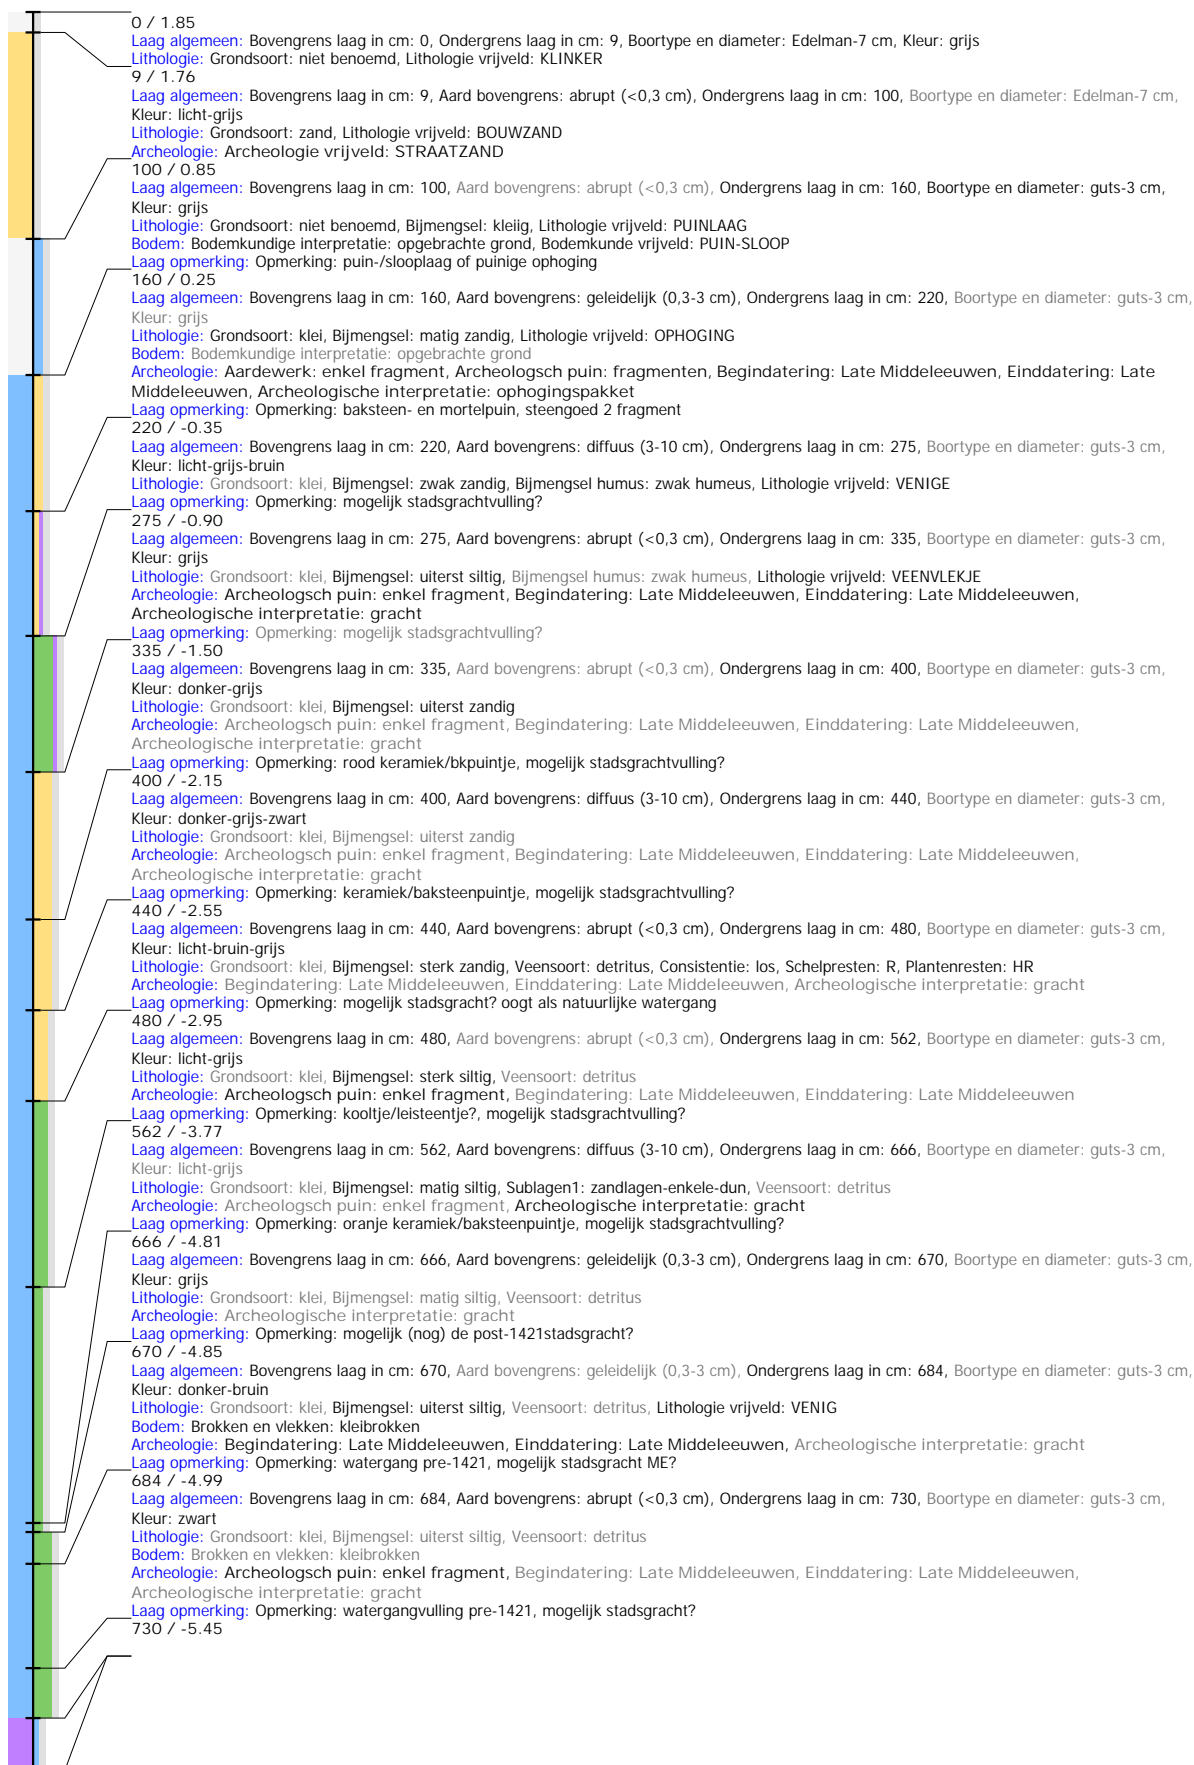 0 / 1.85
Laag algemeen: Bovengrens laag in cm: 0, Ondergrens laag in cm: 9, Boortype en diameter: Edelman-7 cm, Kleur: grijs
Lithologie: Grondsoort: niet benoemd, Lithologie vrijveld: KLINKER
9 / 1.76
Laag algemeen: Bovengrens laag in cm: 9, Aard bovengrens: abrupt (<0,3 cm), Ondergrens laag in cm: 100, Boortype en diameter: Edelman-7 cm,
Kleur: licht-grijs
Lithologie: Grondsoort: zand, Lithologie vrijveld: BOUWZAND
Archeologie: Archeologie vrijveld: STRAATZAND
100 / 0.85
Laag algemeen: Bovengrens laag in cm: 100, Aard bovengrens: abrupt (<0,3 cm), Ondergrens laag in cm: 160, Boortype en diameter: guts-3 cm,
Kleur: grijs
Lithologie: Grondsoort: niet benoemd, Bijmengsel: kleiig, Lithologie vrijveld: PUINLAAG
Bodem: Bodemkundige interpretatie: opgebrachte grond, Bodemkunde vrijveld: PUIN-SLOOP
Laag opmerking: Opmerking: puin-/slooplaag of puinige ophoging
160 / 0.25
Laag algemeen: Bovengrens laag in cm: 160, Aard bovengrens: geleidelijk (0,3-3 cm), Ondergrens laag in cm: 220, Boortype en diameter: guts-3 cm,
Kleur: grijs
Lithologie: Grondsoort: klei, Bijmengsel: matig zandig, Lithologie vrijveld: OPHOGING
Bodem: Bodemkundige interpretatie: opgebrachte grond
Archeologie: Aardewerk: enkel fragment, Archeologsch puin: fragmenten, Begindatering: Late Middeleeuwen, Einddatering: Late
Middeleeuwen, Archeologische interpretatie: ophogingspakket
Laag opmerking: Opmerking: baksteen- en mortelpuin, steengoed 2 fragment
220 / -0.35
Laag algemeen: Bovengrens laag in cm: 220, Aard bovengrens: diffuus (3-10 cm), Ondergrens laag in cm: 275, Boortype en diameter: guts-3 cm,
Kleur: licht-grijs-bruin
Lithologie: Grondsoort: klei, Bijmengsel: zwak zandig, Bijmengsel humus: zwak humeus, Lithologie vrijveld: VENIGE
Laag opmerking: Opmerking: mogelijk stadsgrachtvulling?
275 / -0.90
Laag algemeen: Bovengrens laag in cm: 275, Aard bovengrens: abrupt (<0,3 cm), Ondergrens laag in cm: 335, Boortype en diameter: guts-3 cm,
Kleur: grijs
Lithologie: Grondsoort: klei, Bijmengsel: uiterst siltig, Bijmengsel humus: zwak humeus, Lithologie vrijveld: VEENVLEKJE
Archeologie: Archeologsch puin: enkel fragment, Begindatering: Late Middeleeuwen, Einddatering: Late Middeleeuwen,
Archeologische interpretatie: gracht
Laag opmerking: Opmerking: mogelijk stadsgrachtvulling?
335 / -1.50
Laag algemeen: Bovengrens laag in cm: 335, Aard bovengrens: abrupt (<0,3 cm), Ondergrens laag in cm: 400, Boortype en diameter: guts-3 cm,
Kleur: donker-grijs
Lithologie: Grondsoort: klei, Bijmengsel: uiterst zandig
Archeologie: Archeologsch puin: enkel fragment, Begindatering: Late Middeleeuwen, Einddatering: Late Middeleeuwen,
Archeologische interpretatie: gracht
Laag opmerking: Opmerking: rood keramiek/bkpuintje, mogelijk stadsgrachtvulling?
400 / -2.15
Laag algemeen: Bovengrens laag in cm: 400, Aard bovengrens: diffuus (3-10 cm), Ondergrens laag in cm: 440, Boortype en diameter: guts-3 cm,
Kleur: donker-grijs-zwart
Lithologie: Grondsoort: klei, Bijmengsel: uiterst zandig
Archeologie: Archeologsch puin: enkel fragment, Begindatering: Late Middeleeuwen, Einddatering: Late Middeleeuwen,
Archeologische interpretatie: gracht
Laag opmerking: Opmerking: keramiek/baksteenpuintje, mogelijk stadsgrachtvulling?
440 / -2.55
Laag algemeen: Bovengrens laag in cm: 440, Aard bovengrens: abrupt (<0,3 cm), Ondergrens laag in cm: 480, Boortype en diameter: guts-3 cm,
Kleur: licht-bruin-grijs
Lithologie: Grondsoort: klei, Bijmengsel: sterk zandig, Veensoort: detritus, Consistentie: los, Schelpresten: R, Plantenresten: HR
Archeologie: Begindatering: Late Middeleeuwen, Einddatering: Late Middeleeuwen, Archeologische interpretatie: gracht
Laag opmerking: Opmerking: mogelijk stadsgracht? oogt als natuurlijke watergang
480 / -2.95
Laag algemeen: Bovengrens laag in cm: 480, Aard bovengrens: abrupt (<0,3 cm), Ondergrens laag in cm: 562, Boortype en diameter: guts-3 cm,
Kleur: licht-grijs
Lithologie: Grondsoort: klei, Bijmengsel: sterk siltig, Veensoort: detritus
Archeologie: Archeologsch puin: enkel fragment, Begindatering: Late Middeleeuwen, Einddatering: Late Middeleeuwen
Laag opmerking: Opmerking: kooltje/leisteentje?, mogelijk stadsgrachtvulling?
562 / -3.77
Laag algemeen: Bovengrens laag in cm: 562, Aard bovengrens: diffuus (3-10 cm), Ondergrens laag in cm: 666, Boortype en diameter: guts-3 cm,
Kleur: licht-grijs
Lithologie: Grondsoort: klei, Bijmengsel: matig siltig, Sublagen1: zandlagen-enkele-dun, Veensoort: detritus
Archeologie: Archeologsch puin: enkel fragment, Archeologische interpretatie: gracht
Laag opmerking: Opmerking: oranje keramiek/baksteenpuintje, mogelijk stadsgrachtvulling?
666 / -4.81
Laag algemeen: Bovengrens laag in cm: 666, Aard bovengrens: geleidelijk (0,3-3 cm), Ondergrens laag in cm: 670, Boortype en diameter: guts-3 cm,
Kleur: grijs
Lithologie: Grondsoort: klei, Bijmengsel: matig siltig, Veensoort: detritus
Archeologie: Archeologische interpretatie: gracht
Laag opmerking: Opmerking: mogelijk (nog) de post-1421stadsgracht?
670 / -4.85
Laag algemeen: Bovengrens laag in cm: 670, Aard bovengrens: geleidelijk (0,3-3 cm), Ondergrens laag in cm: 684, Boortype en diameter: guts-3 cm,
Kleur: donker-bruin
Lithologie: Grondsoort: klei, Bijmengsel: uiterst siltig, Veensoort: detritus, Lithologie vrijveld: VENIG
Bodem: Brokken en vlekken: kleibrokken
Archeologie: Begindatering: Late Middeleeuwen, Einddatering: Late Middeleeuwen, Archeologische interpretatie: gracht
Laag opmerking: Opmerking: watergang pre-1421, mogelijk stadsgracht ME?
684 / -4.99
Laag algemeen: Bovengrens laag in cm: 684, Aard bovengrens: abrupt (<0,3 cm), Ondergrens laag in cm: 730, Boortype en diameter: guts-3 cm,
Kleur: zwart
Lithologie: Grondsoort: klei, Bijmengsel: uiterst siltig, Veensoort: detritus
Bodem: Brokken en vlekken: kleibrokken
Archeologie: Archeologsch puin: enkel fragment, Begindatering: Late Middeleeuwen, Einddatering: Late Middeleeuwen,
Archeologische interpretatie: gracht
Laag opmerking: Opmerking: watergangvulling pre-1421, mogelijk stadsgracht?
730 / -5.45